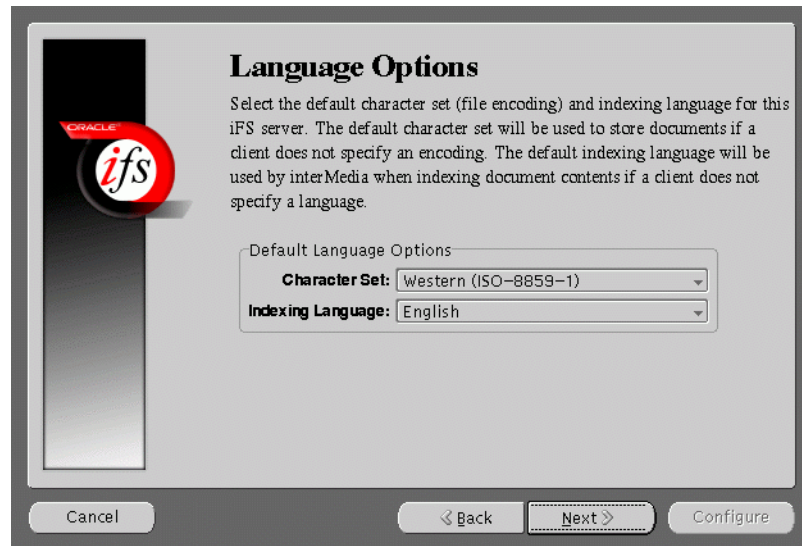 Language Options
Select the default character set (file encoding) and indexing language for this
iFS server. The default character set will be used to store documents if a
client does not specify an encoding. The default indexing language will be
used by interMedia when indexing document contents if a client does not
specify a language.
ORACLE
ifs
Default Language Options
Character Set: Western (ISO-8859-1)
Indexing Language: English
Cancel
Back
Next
Configure